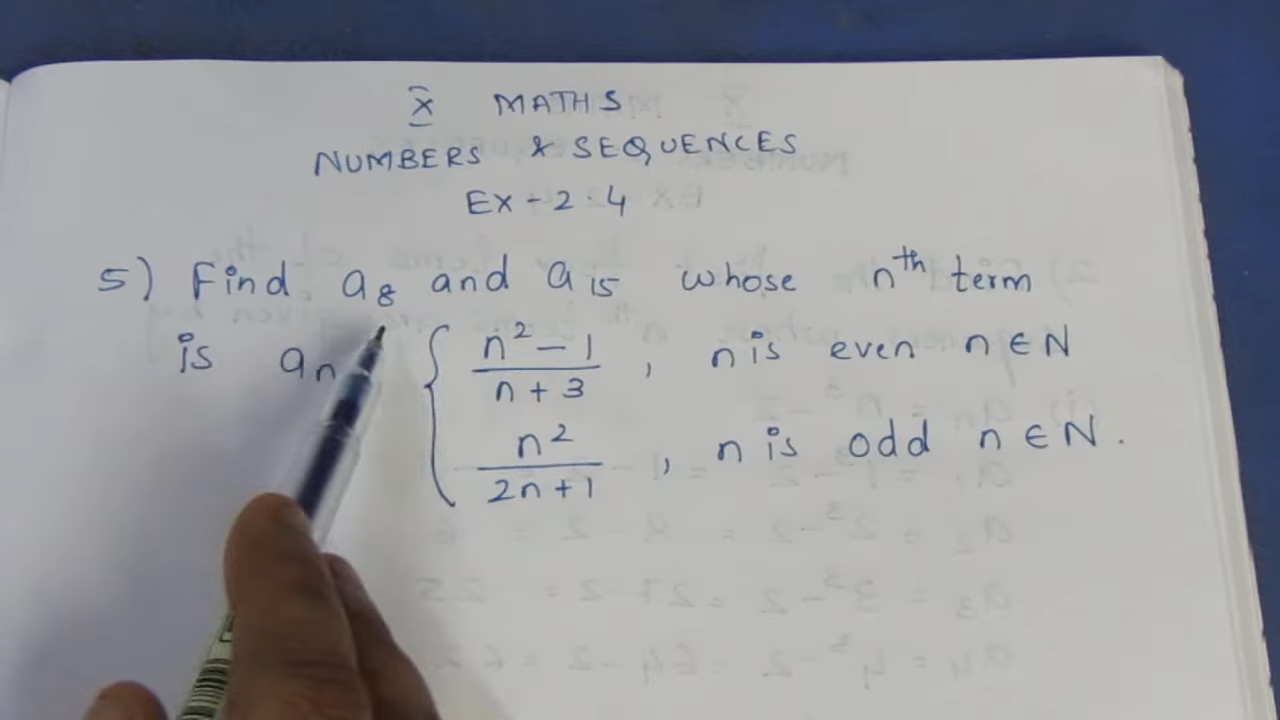 X MATHS
NUMBERS & SEQUENCES
EX - 2.4
5) Find a₈ and a₁₅ whose nᵗʰ term
is aₙ { (n² - 1)/(n + 3) , n is even n ∈ N
n²/(2n + 1) , n is odd n ∈ N.